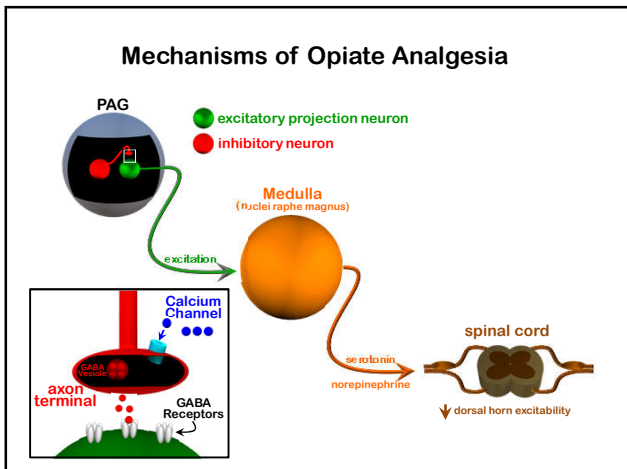 Mechanisms of Opiate Analgesia
PAG
excitatory projection neuron
inhibitory neuron
Medulla
(nuclei raphe magnus)
excitation
Calcium
Channel
GABA
Vesicle
axon
terminal
GABA
Receptors
serotonin
norepinephrine
spinal cord
dorsal horn excitability